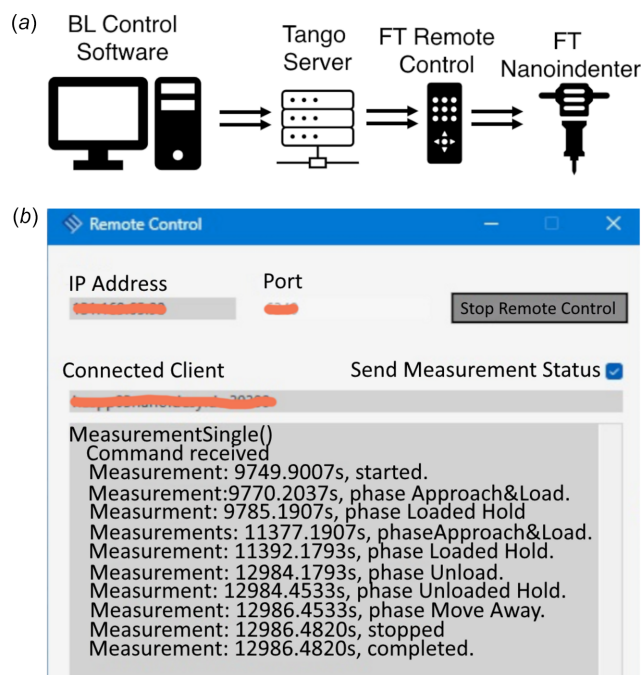 (a)
BL Control
Software
Tango
Server
FT Remote
Control
FT
Nanoindenter
(b)
Remote Control
IP Address
Port
Stop Remote Control
Connected Client
Send Measurement Status
MeasurementSingle()
Command received
Measurement: 9749.9007s, started.
Measurement:9770.2037s, phase Approach&Load.
Measurment: 9785.1907s, phase Loaded Hold
Measurements: 11377.1907s, phaseApproach&Load.
Measurement: 11392.1793s, phase Loaded Hold.
Measurement: 12984.1793s, phase Unload.
Measurment: 12984.4533s, phase Unloaded Hold.
Measurement: 12986.4533s, phase Move Away.
Measurement: 12986.4820s, stopped
Measurement: 12986.4820s, completed.